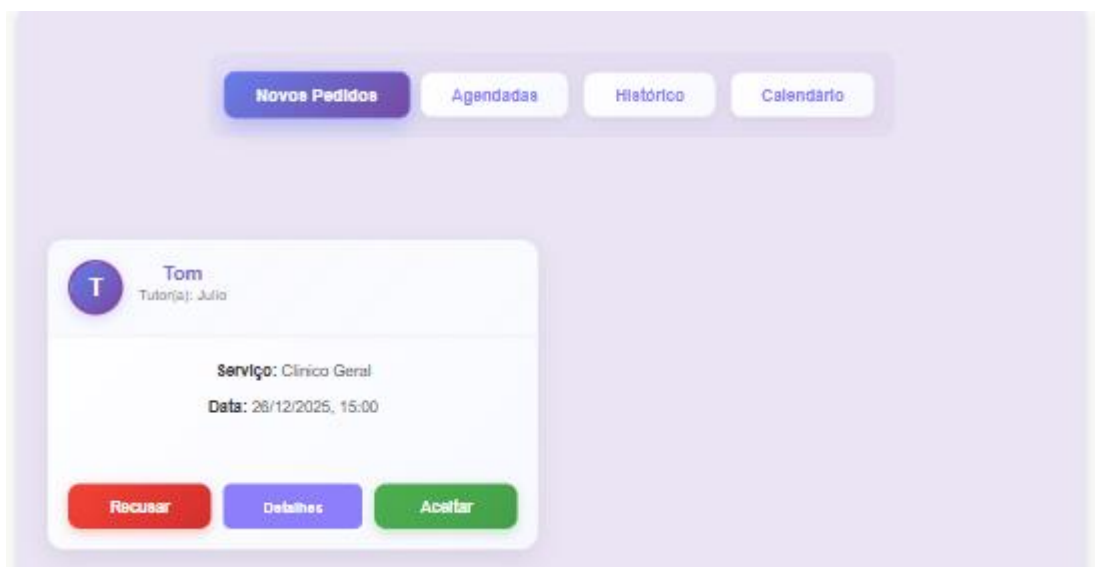 Novos Pedidos Agendadas Histórico Calendário
T
Tom
Tutor(a): Julio
Serviço: Clinico Geral
Data: 26/12/2025, 15:00
Recusar Detalhes Aceitar